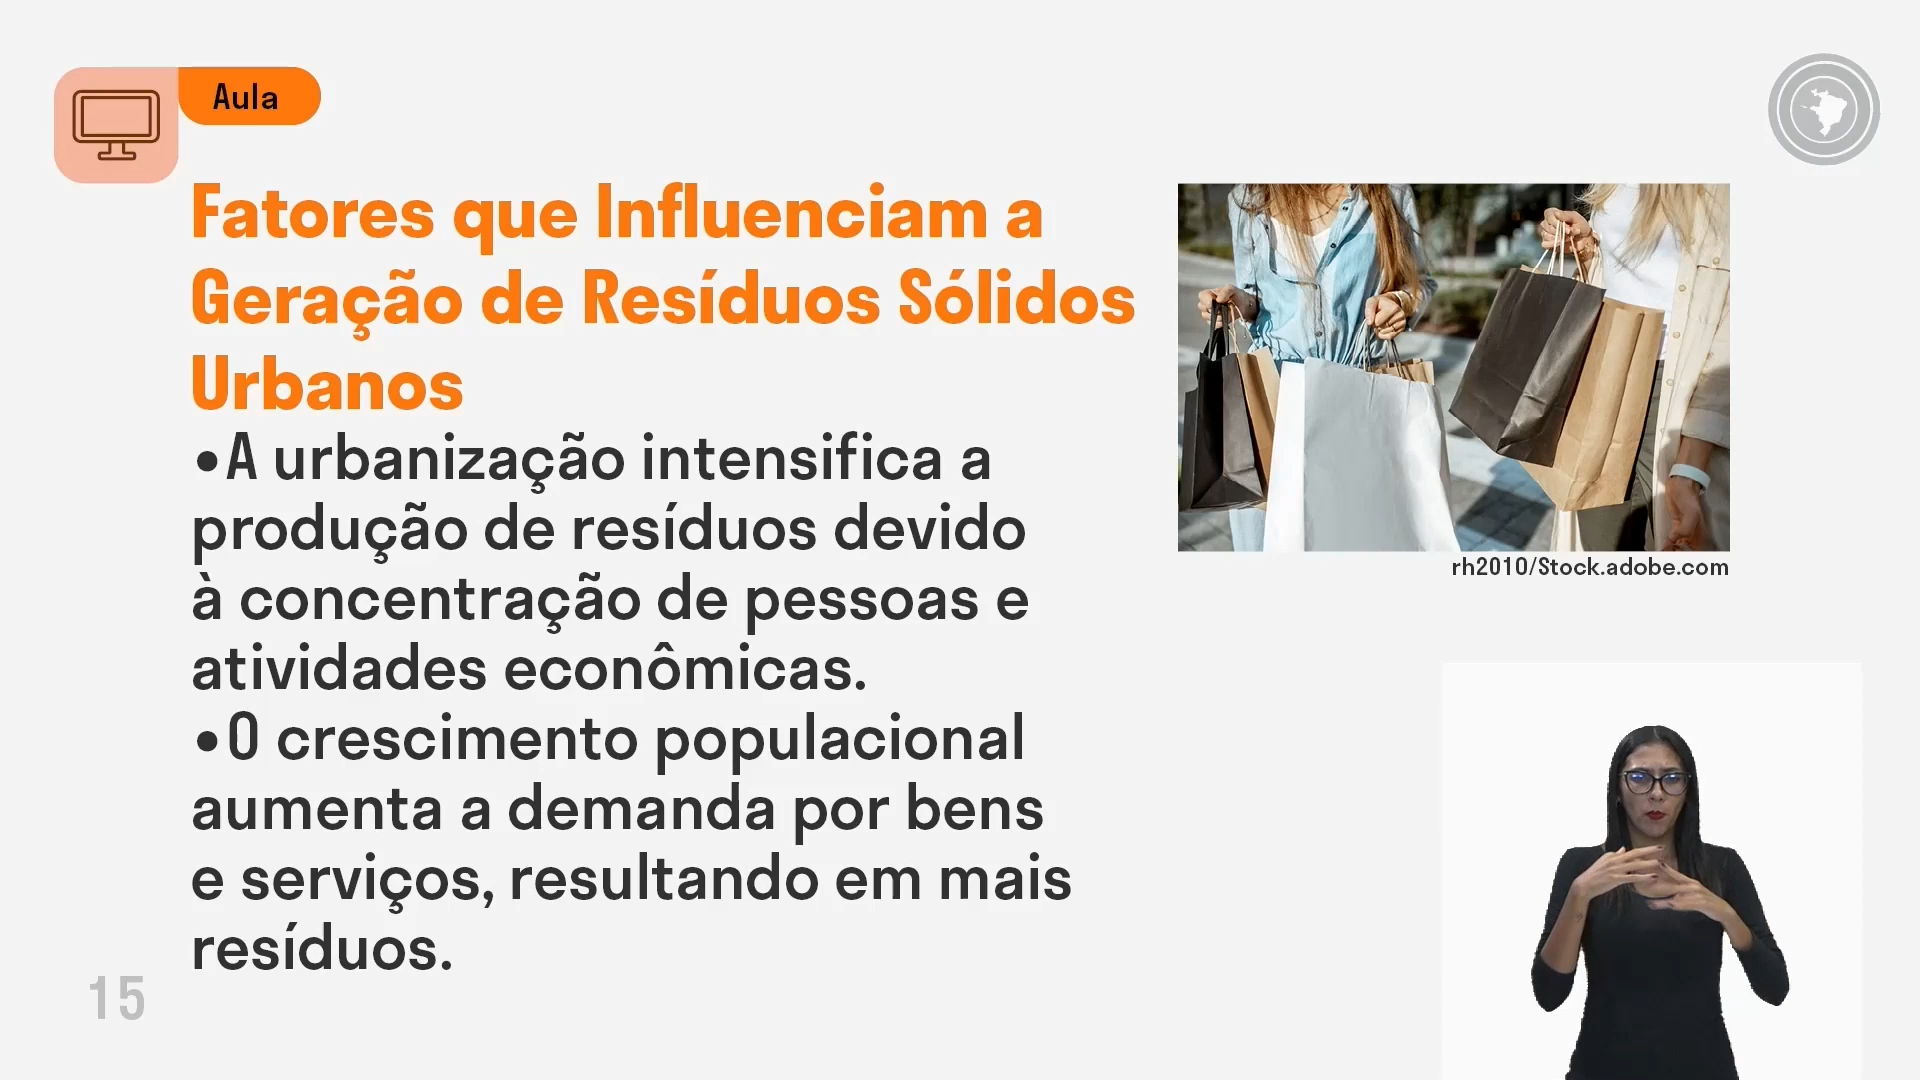 Aula
Fatores que Influenciam a
Geração de Resíduos Sólidos
Urbanos
•A urbanização intensifica a
produção de resíduos devido
à concentração de pessoas e
atividades econômicas.
•O crescimento populacional
aumenta a demanda por bens
e serviços, resultando em mais
resíduos.
rh2010/Stock.adobe.com
15